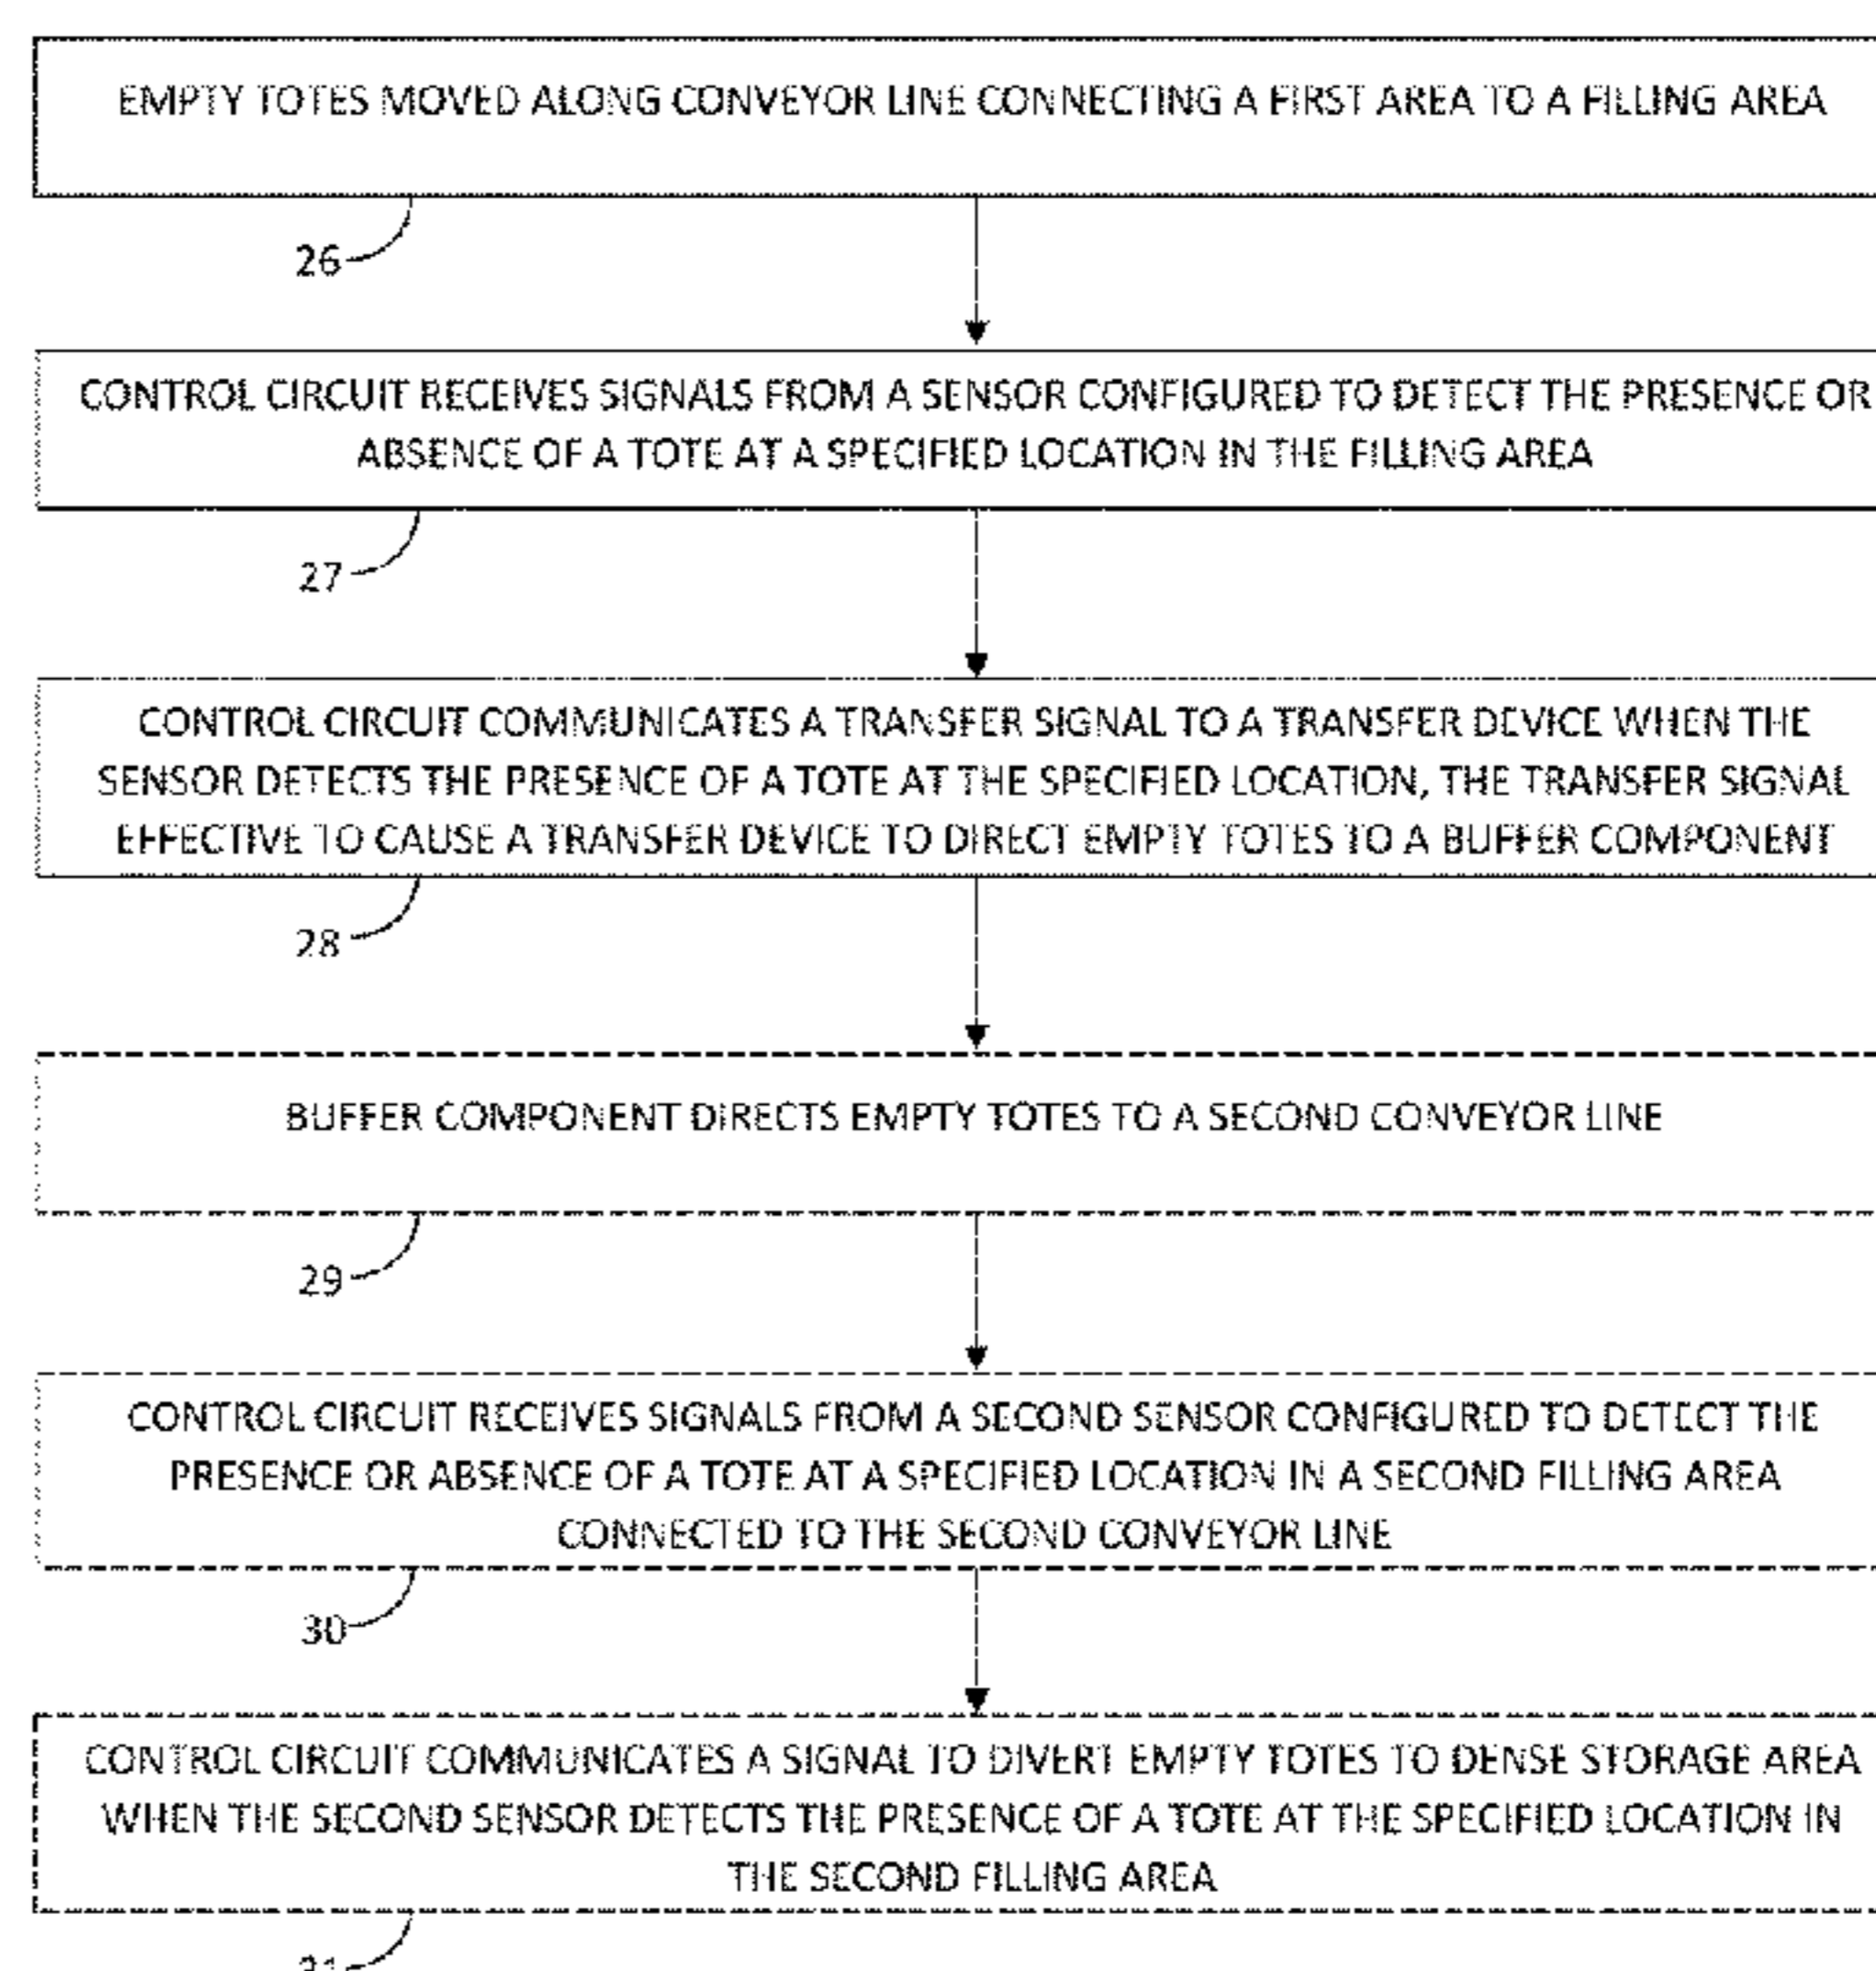 EMPTY TOTES MOVED ALONG CONVEYOR LINE CONNECTING A FIRST AREA TO A FILLING AREA
26
CONTROL CIRCUIT RECEIVES SIGNALS FROM A SENSOR CONFIGURED TO DETECT THE PRESENCE OR
ABSENCE OF A TOTE AT A SPECIFIED LOCATION IN THE FILLING AREA
27
CONTROL CIRCUIT COMMUNICATES A TRANSFER SIGNAL TO A TRANSFER DEVICE WHEN THE
SENSOR DETECTS THE PRESENCE OF A TOTE AT THE SPECIFIED LOCATION, THE TRANSFER SIGNAL
EFFECTIVE TO CAUSE A TRANSFER DEVICE TO DIRECT EMPTY TOTES TO A BUFFER COMPONENT
28
BUFFER COMPONENT DIRECTS EMPTY TOTES TO A SECOND CONVEYOR LINE
29
CONTROL CIRCUIT RECEIVES SIGNALS FROM A SECOND SENSOR CONFIGURED TO DETECT THE
PRESENCE OR ABSENCE OF A TOTE AT A SPECIFIED LOCATION IN A SECOND FILLING AREA
CONNECTED TO THE SECOND CONVEYOR LINE
30
CONTROL CIRCUIT COMMUNICATES A SIGNAL TO DIVERT EMPTY TOTES TO DENSE STORAGE AREA
WHEN THE SECOND SENSOR DETECTS THE PRESENCE OF A TOTE AT THE SPECIFIED LOCATION IN
THE SECOND FILLING AREA